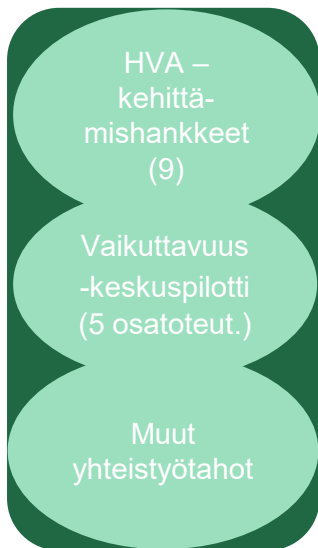 HVA –
kehittä-
mishankkeet
(9)
Vaikuttavuus
-keskuspilotti
(5 osatoteut.)
Muut
yhteistyötahot